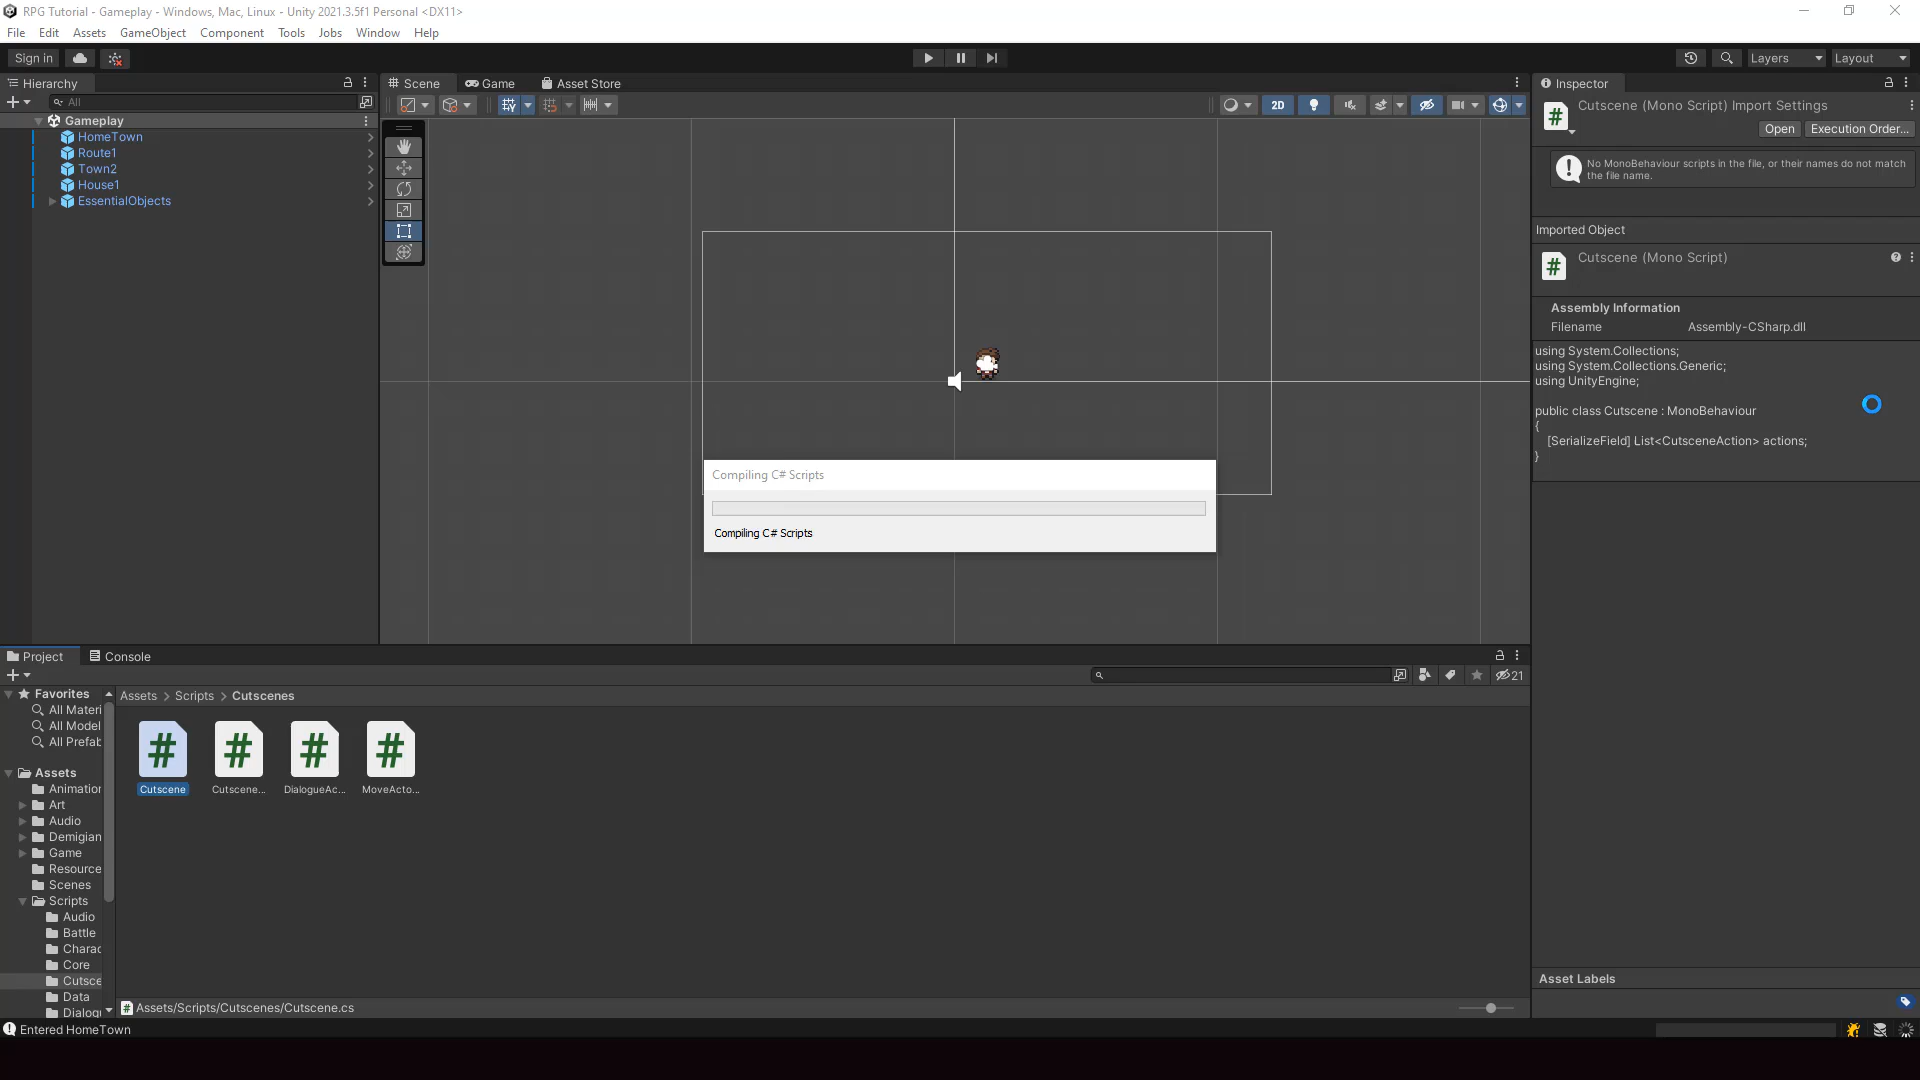 RPG Tutorial - Gameplay - Windows, Mac, Linux - Unity 2021.3.5f1 Personal <DX11>
File Edit Assets GameObject Component Tools Jobs Window Help
Sign in
Layers
Layout
Hierarchy
All
Gameplay
HomeTown
Route1
Town2
House1
EssentialObjects
Scene
Game
Asset Store
2D
Compiling C# Scripts
Compiling C# Scripts
Inspector
Cutscene (Mono Script) Import Settings
Open
Execution Order...
No MonoBehaviour scripts in the file, or their names do not match
the file name.
Imported Object
Cutscene (Mono Script)
Assembly Information
Filename Assembly-CSharp.dll
using System.Collections;
using System.Collections.Generic;
using UnityEngine;
public class Cutscene : MonoBehaviour
{
[SerializeField] List<CutsceneAction> actions;
}
Asset Labels
Project
Console
21
Favorites
All Materi
All Model
All Prefab
Assets
Animation
Art
Audio
Demigian
Game
Resource
Scenes
Scripts
Audio
Battle
Charac
Core
Cutsce
Data
Dialogu
Assets > Scripts > Cutscenes
Cutscene
Cutscene...
DialogueAc...
MoveActo...
Assets/Scripts/Cutscenes/Cutscene.cs
Entered HomeTown